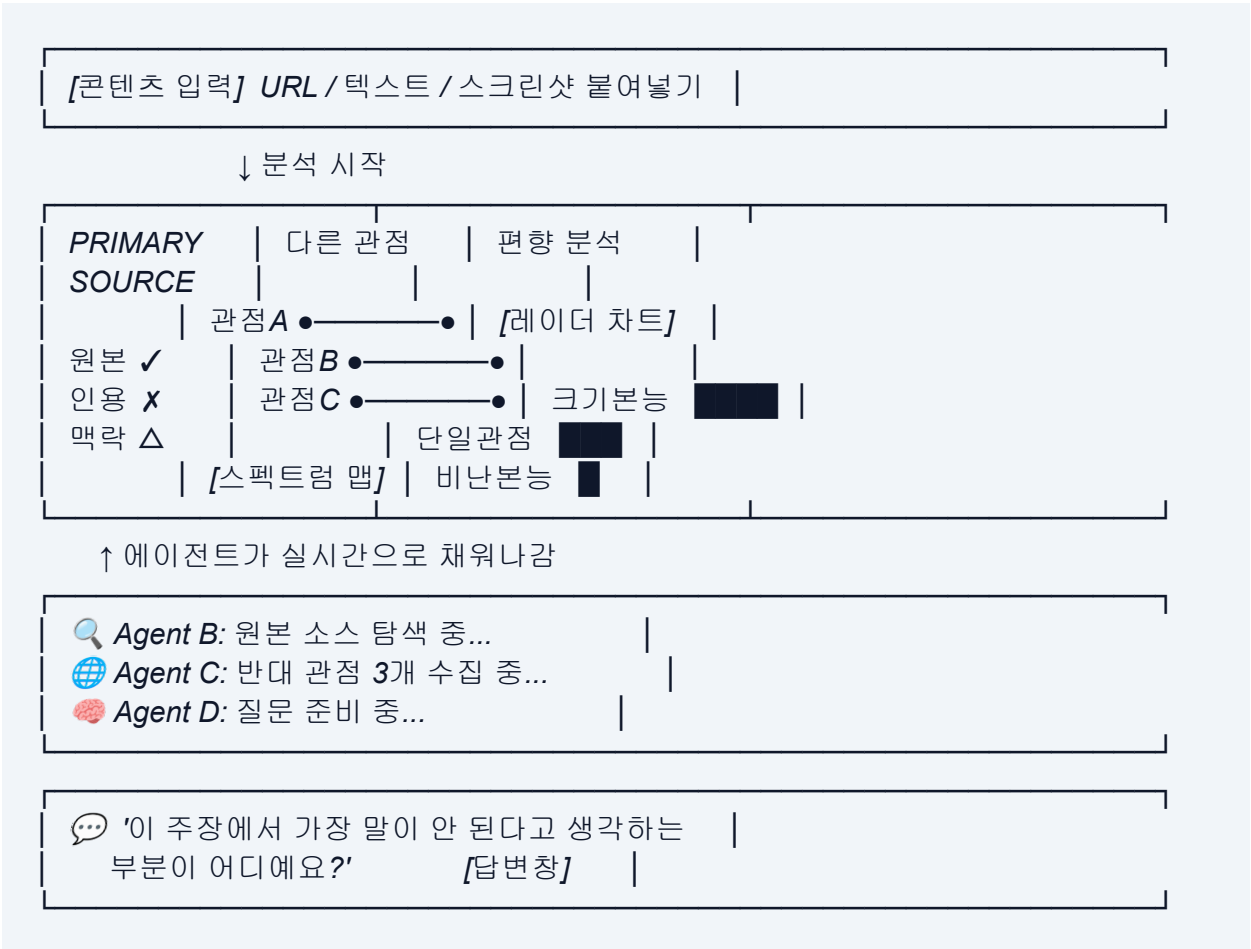 [콘텐츠 입력] URL / 텍스트 / 스크린샷 붙여넣기
↓ 분석 시작
PRIMARY │ 다른 관점 │ 편향 분석 │
SOURCE │ │ │
│ 관점A ●──────● │ [레이더 차트] │
원본 ✓ │ 관점B ●──────● │ │
인용 ✗ │ 관점C ●──────● │ 크기본능 ████ │
맥락 △ │ │ 단일관점 ███ │
│ [스펙트럼 맵] │ 비난본능 █ │
↑ 에이전트가 실시간으로 채워나감
🔍 Agent B: 원본 소스 탐색 중... │
🌐 Agent C: 반대 관점 3개 수집 중... │
🧠 Agent D: 질문 준비 중... │
💬 '이 주장에서 가장 말이 안 된다고 생각하는 │
부분이 어디예요?' [답변창] │